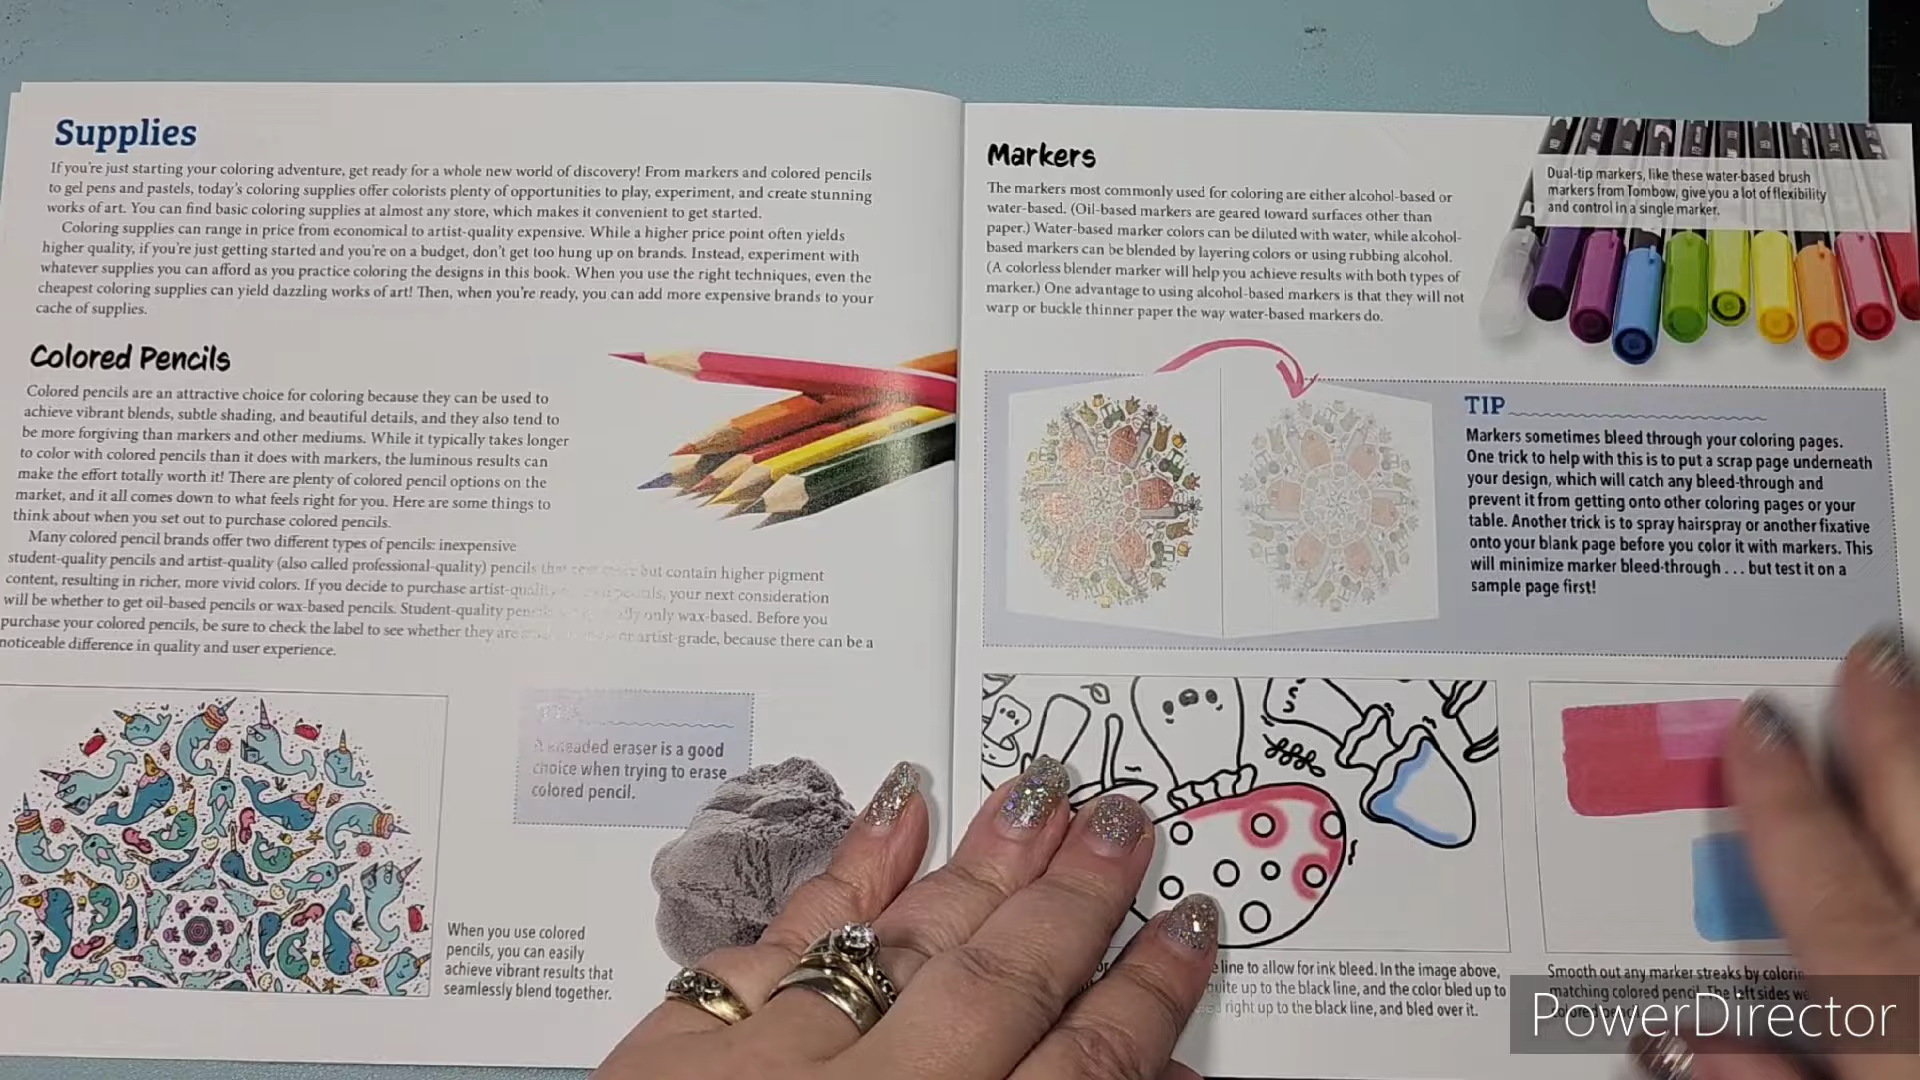 Supplies
If you're just starting your coloring adventure, get ready for a whole new world of discovery! From markers and colored pencils
to gel pens and pastels, today's coloring supplies offer colorists plenty of opportunities to play, experiment, and create stunning
works of art. You can find basic coloring supplies at almost any store, which makes it convenient to get started.
Coloring supplies can range in price from economical to artist-quality expensive. While a higher price point often yields
higher quality, if you're just getting started and you're on a budget, don't get too hung up on brands. Instead, experiment with
whatever supplies you can afford as you practice coloring the designs in this book. When you use the right techniques, even the
cheapest coloring supplies can yield dazzling works of art! Then, when you're ready, you can add more expensive brands to your
cache of supplies.
Colored Pencils
Colored pencils are an attractive choice for coloring because they can be used to
achieve vibrant blends, subtle shading, and beautiful details, and they also tend to
be more forgiving than markers and other mediums. While it typically takes longer
to color with colored pencils than it does with markers, the luminous results can
make the effort totally worth it! There are plenty of colored pencil options on the
market, and it all comes down to what feels right for you. Here are some things to
think about when you set out to purchase colored pencils.
Many colored pencil brands offer two different types of pencils: inexpensive
student-quality pencils and artist-quality (also called professional-quality) pencils that but contain higher pigment
content, resulting in richer, more vivid colors. If you decide to purchase artist-quality your next consideration
will be whether to get oil-based pencils or wax-based pencils. Student-quality only wax-based. Before you
purchase your colored pencils, be sure to check the label to see whether they are or artist-grade, because there can be a
noticeable difference in quality and user experience.
A kneaded eraser is a good
choice when trying to erase
colored pencil.
When you use colored
pencils, you can easily
achieve vibrant results that
seamlessly blend together.
Markers
The markers most commonly used for coloring are either alcohol-based or
water-based. (Oil-based markers are geared toward surfaces other than
paper.) Water-based marker colors can be diluted with water, while alcohol-
based markers can be blended by layering colors or using rubbing alcohol.
(A colorless blender marker will help you achieve results with both types of
marker.) One advantage to using alcohol-based markers is that they will not
warp or buckle thinner paper the way water-based markers do.
Dual-tip markers, like these water-based brush
markers from Tombow, give you a lot of flexibility
and control in a single marker.
TIP
Markers sometimes bleed through your coloring pages.
One trick to help with this is to put a scrap page underneath
your design, which will catch any bleed-through and
prevent it from getting onto other coloring pages or your
table. Another trick is to spray hairspray or another fixative
onto your blank page before you color it with markers. This
will minimize marker bleed-through . . . but test it on a
sample page first!
line to allow for ink bleed. In the image above,
up to the black line, and the color bled up to
right up to the black line, and bled over it.
Smooth out any marker streaks by
matching colored pencil. The left sides
PowerDirector